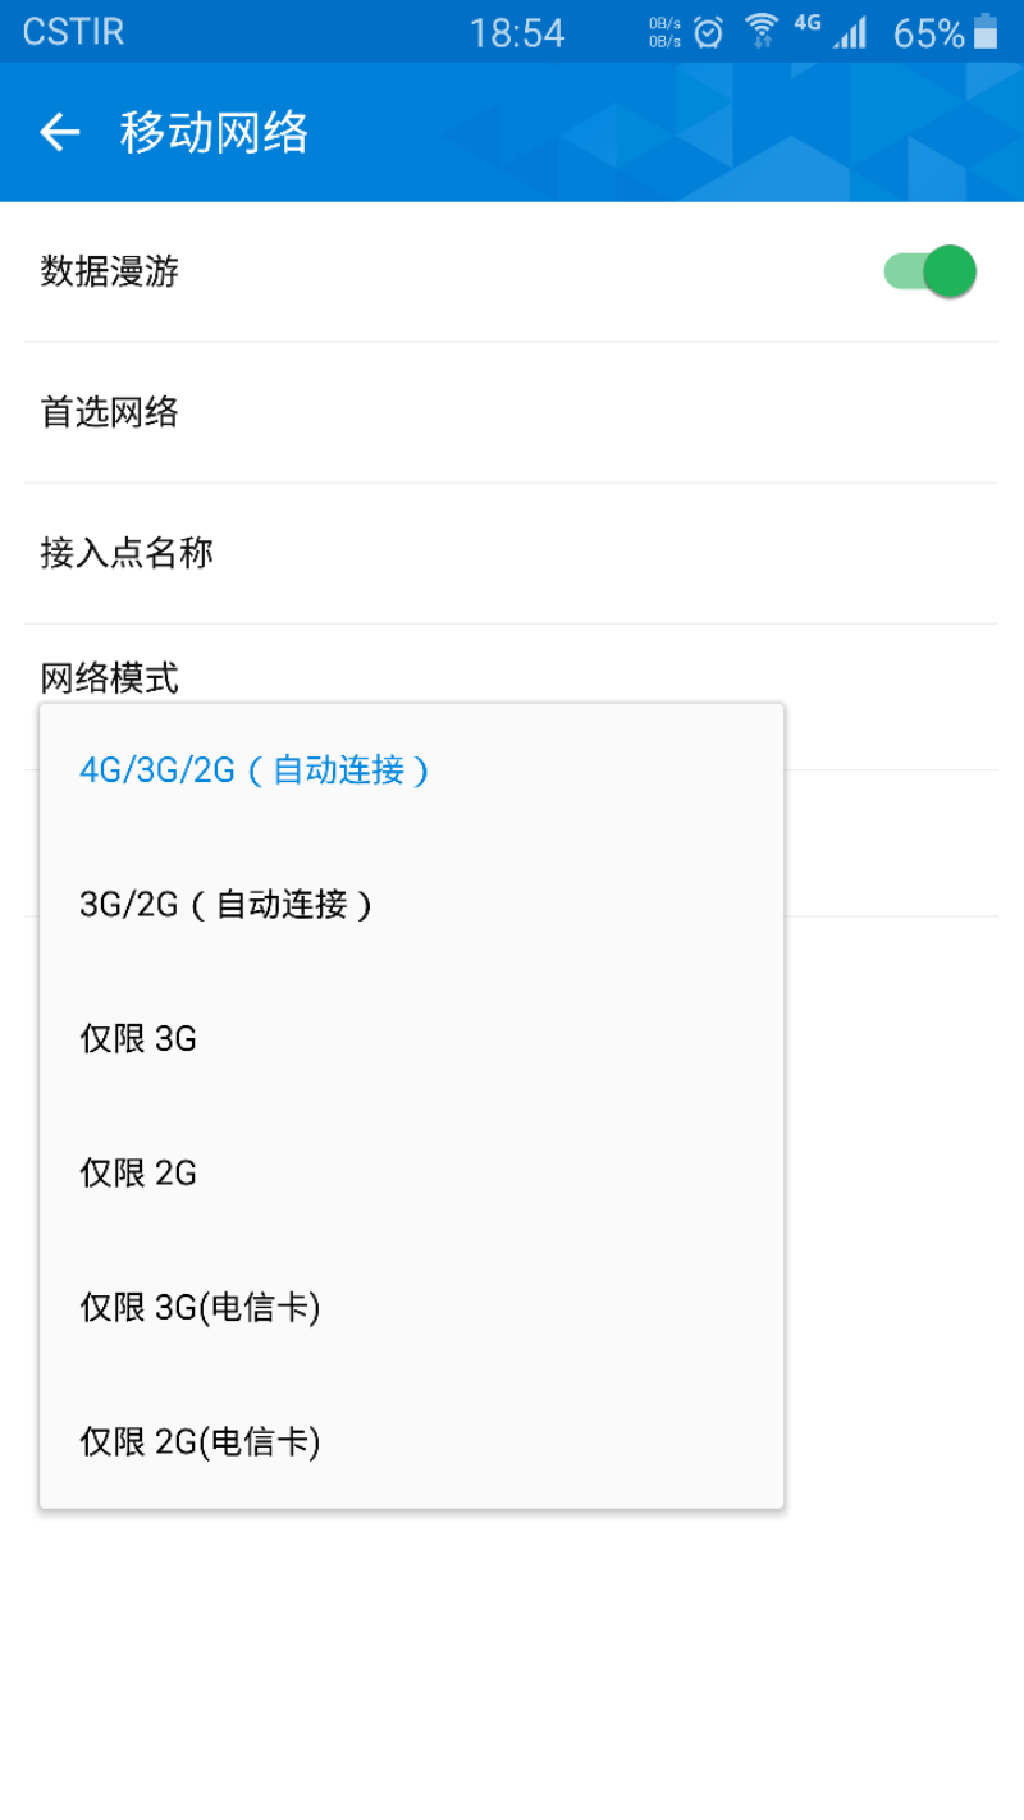 CSTIR 18:54 0B/s 4G 65%
0B/s
移动网络
数据漫游
首选网络
接入点名称
网络模式
4G/3G/2G（自动连接）
3G/2G（自动连接）
仅限 3G
仅限 2G
仅限 3G(电信卡)
仅限 2G(电信卡)